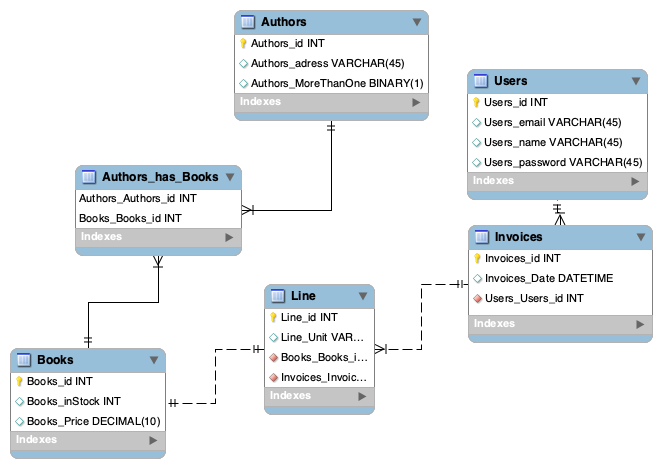 Authors
Authors_id INT
Authors_adress VARCHAR(45)
Authors_MoreThanOne BINARY(1)
Indexes
Users
Users_id INT
Users_email VARCHAR(45)
Users_name VARCHAR(45)
Users_password VARCHAR(45)
Indexes
Authors_has_Books
Authors_Authors_id INT
Books_Books_id INT
Indexes
Invoices
Invoices_id INT
Invoices_Date DATETIME
Users_Users_id INT
Indexes
Line
Line_id INT
Line_Unit VAR...
Books_Books_i...
Invoices_Invoic...
Indexes
Books
Books_id INT
Books_inStock INT
Books_Price DECIMAL(10)
Indexes